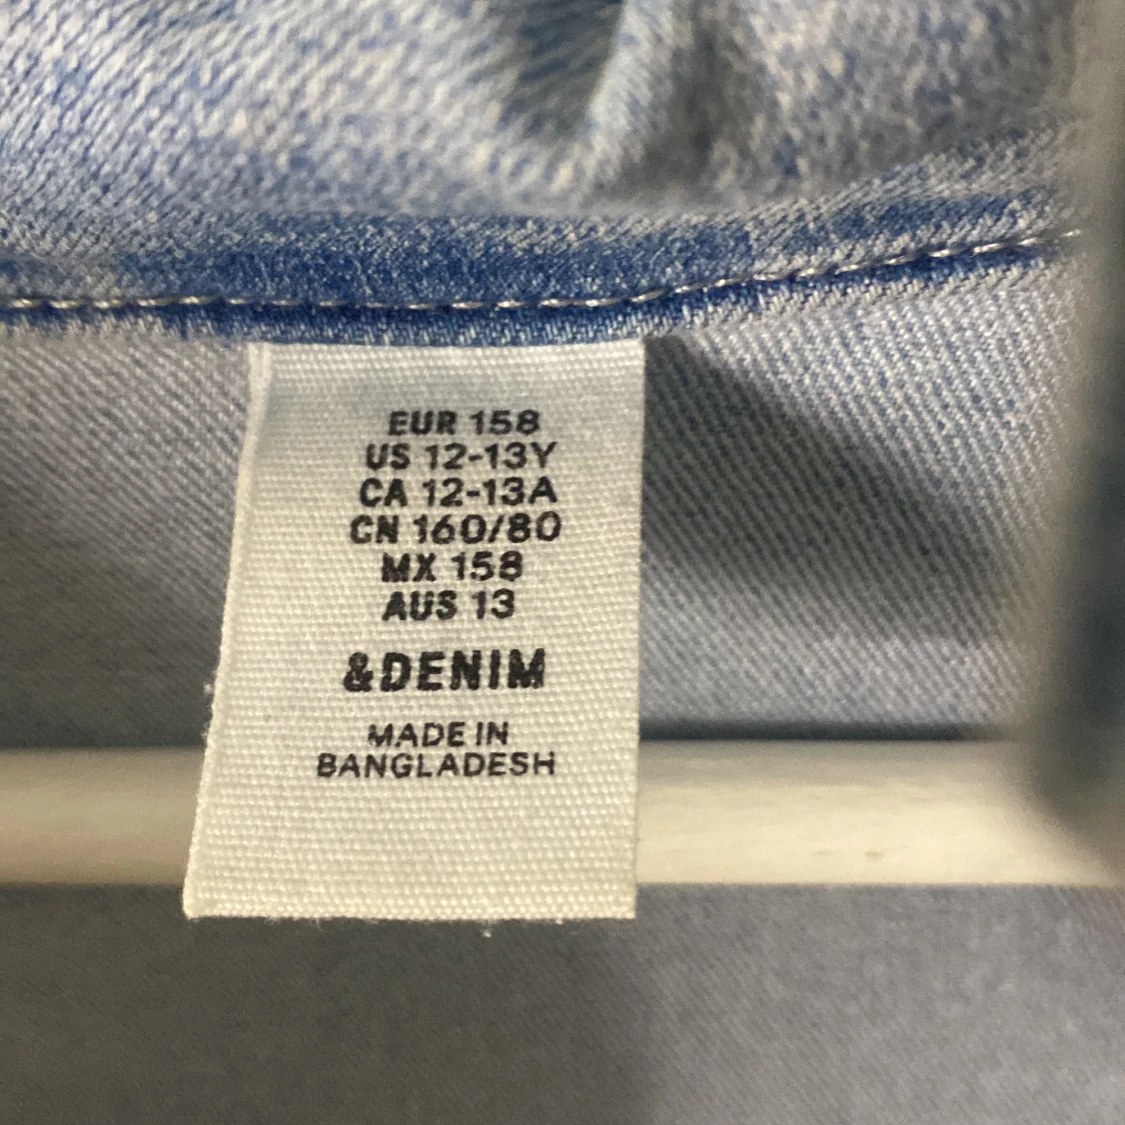 EUR 158
US 12-13Y
CA 12-13A
CN 160/80
MX 158
AUS 13
&DENIM
MADE IN
BANGLADESH